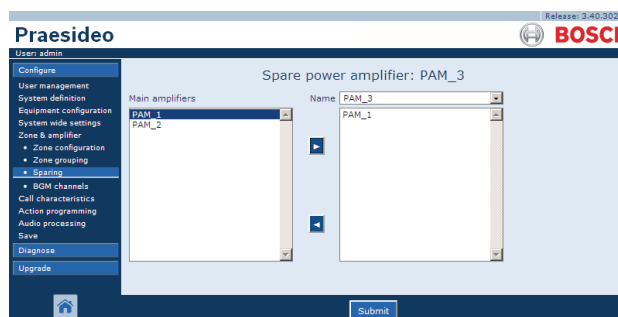 Release: 3.40.302
Praesideo
BOSCH
User: admin
Configure
User management
System definition
Equipment configuration
System wide settings
Zone & amplifier
• Zone configuration
• Zone grouping
• Sparing
• BGM channels
Call characteristics
Action programming
Audio processing
Save
Diagnose
Upgrade
Spare power amplifier: PAM_3
Main amplifiers
PAM_1
PAM_2
Name PAM_3
PAM_1
Submit